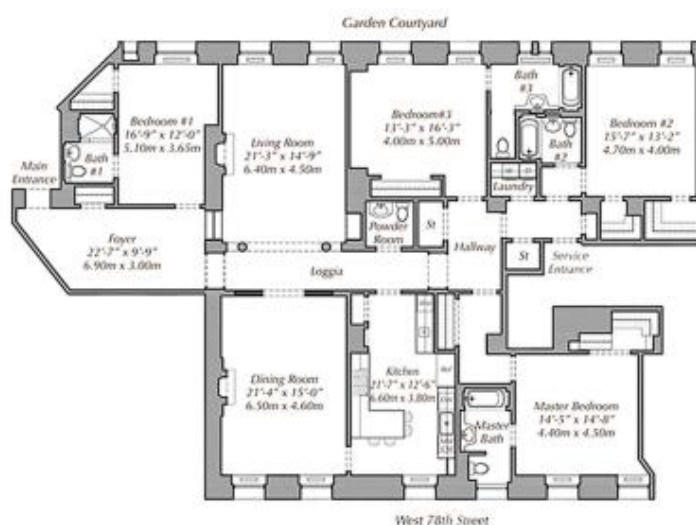 Garden Courtyard
Bedroom #1
16'-9" x 12'-0"
5.10m x 3.65m
Living Room
21'-3" x 14'-9"
6.40m x 4.50m
Bedroom#3
13'-3" x 16'-3"
4.00m x 5.00m
Bath
#3
Bedroom #2
15'-7" x 13'-2"
4.70m x 4.00m
Bath
#2
Main
Entrance
Bath
#1
Laundry
Foyer
22'-7" x 9'-9"
6.90m x 3.00m
Powder
Room
St
Hallway
St
Service
Entrance
Loggia
Dining Room
21'-4" x 15'-0"
6.50m x 4.60m
Kitchen
21'-7" x 12'-6"
6.60m x 3.80m
Ref
Master
Bath
Master Bedroom
14'-5" x 14'-8"
4.40m x 4.50m
West 78th Street